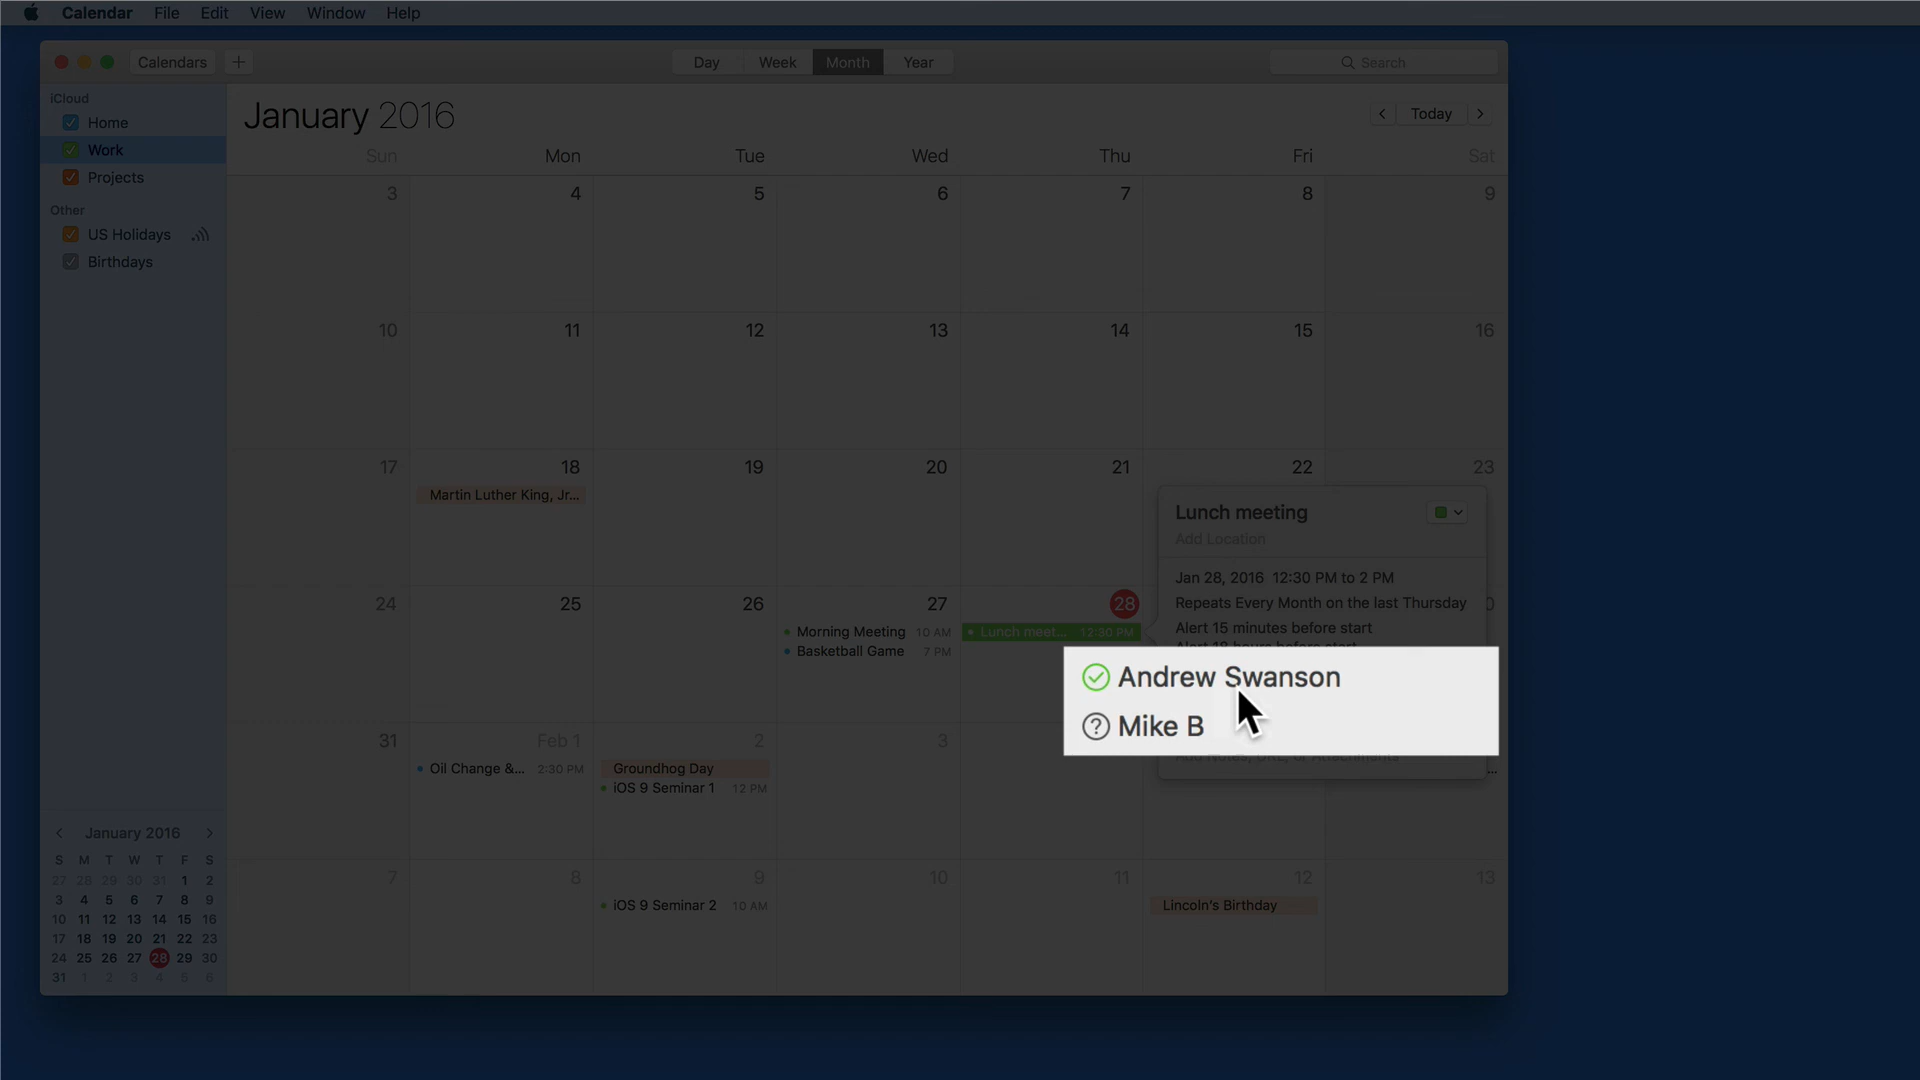 Calendar File Edit View Window Help
Calendars + Day Week Month Year Search
iCloud
Home
Work
Projects
Other
US Holidays
Birthdays
January 2016
< Today >
Sun Mon Tue Wed Thu Fri Sat
3 4 5 6 7 8 9
10 11 12 13 14 15 16
17 18 19 20 21 22 23
Martin Luther King, Jr...
24 25 26 27 28
Morning Meeting 10 AM
Basketball Game 7 PM
Lunch meet... 12:30 PM
Lunch meeting
Add Location
Jan 28, 2016 12:30 PM to 2 PM
Repeats Every Month on the last Thursday
Alert 15 minutes before start
Andrew Swanson
? Mike B
31 Feb 1 2 3
Oil Change &... 2:30 PM
Groundhog Day
iOS 9 Seminar 1 12 PM
7 8 9 10 11 12 13
iOS 9 Seminar 2 10 AM
Lincoln's Birthday
< January 2016 >
S M T W T F S
27 28 29 30 31 1 2
3 4 5 6 7 8 9
10 11 12 13 14 15 16
17 18 19 20 21 22 23
24 25 26 27 28 29 30
31 1 2 3 4 5 6